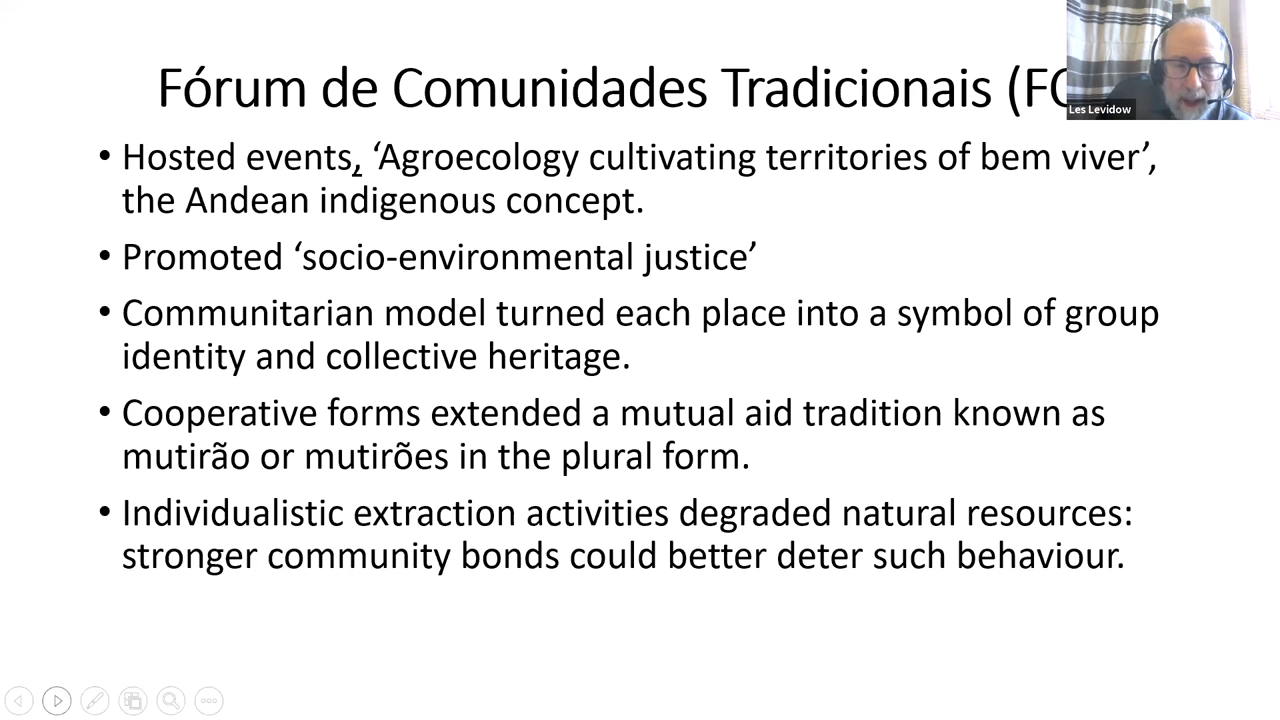 Fórum de Comunidades Tradicionais (FC
Les Levidow
• Hosted events, ‘Agroecology cultivating territories of bem viver’,
the Andean indigenous concept.
• Promoted ‘socio-environmental justice’
• Communitarian model turned each place into a symbol of group
identity and collective heritage.
• Cooperative forms extended a mutual aid tradition known as
mutirão or mutirões in the plural form.
• Individualistic extraction activities degraded natural resources:
stronger community bonds could better deter such behaviour.